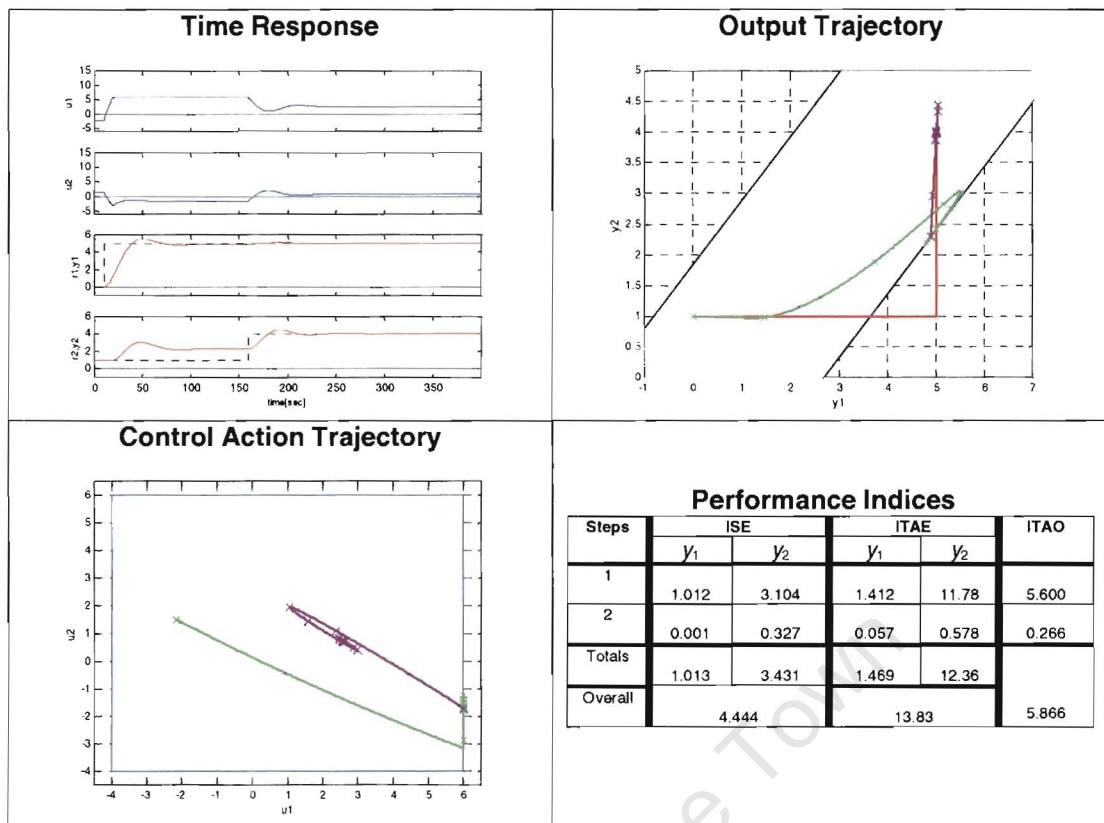 Time Response
15
10
5
0
-5
u1
15
10
5
0
-5
u2
6
4
2
0
r1,y1
6
4
2
0
r2,y2
0 50 100 150 200 250 300 350
time[sec]
Output Trajectory
5
4.5
4
3.5
3
2.5
2
1.5
1
0.5
0
y2
-1 0 1 2 3 4 5 6 7
y1
Control Action Trajectory
6
5
4
3
2
1
0
-1
-2
-3
-4
u2
-4 -3 -2 -1 0 1 2 3 4 5 6
u1
Performance Indices
Steps ISE ITAE ITAO
y1 y2 y1 y2
1 1.012 3.104 1.412 11.78 5.600
2 0.001 0.327 0.057 0.578 0.266
Totals 1.013 3.431 1.469 12.36
Overall 4.444 13.83 5.866
Town